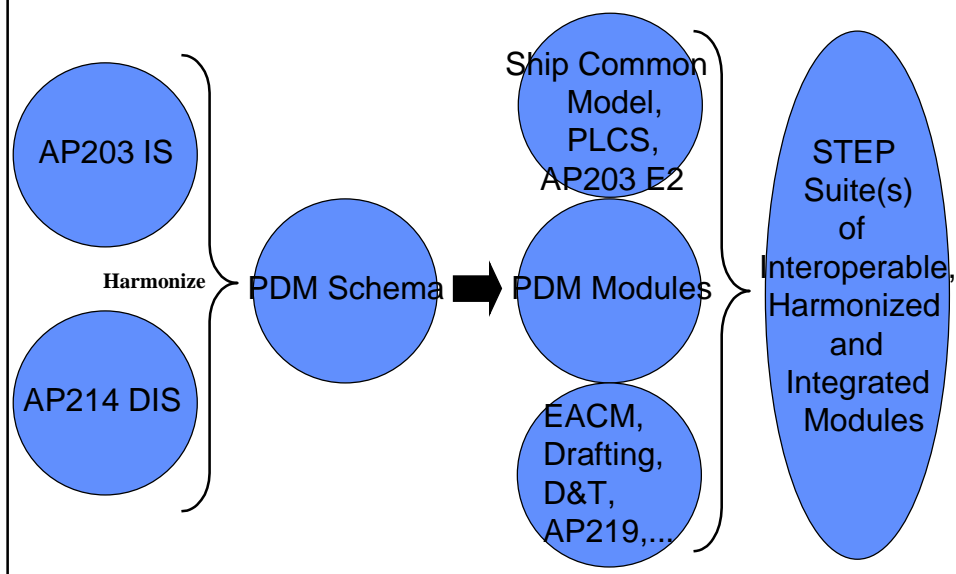 AP203 IS
AP214 DIS
Harmonize
PDM Schema
Ship Common
Model,
PLCS,
AP203 E2
PDM Modules
EACM,
Drafting,
D&T,
AP219,...
STEP
Suite(s)
of
Interoperable,
Harmonized
and
Integrated
Modules